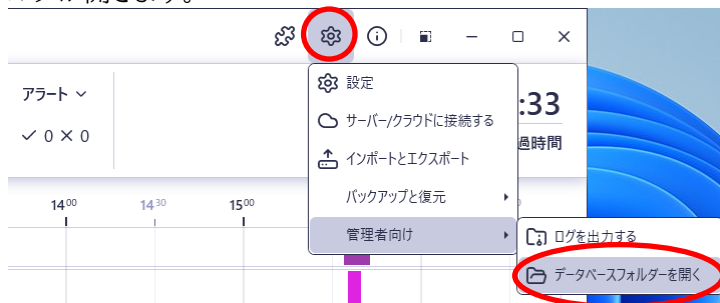 アラート
✓ 0 × 0
:33
過時間
14⁰⁰ 14³⁰ 15⁰⁰
設定
サーバー/クラウドに接続する
インポートとエクスポート
バックアップと復元
管理者向け
ログを出力する
データベースフォルダーを開く